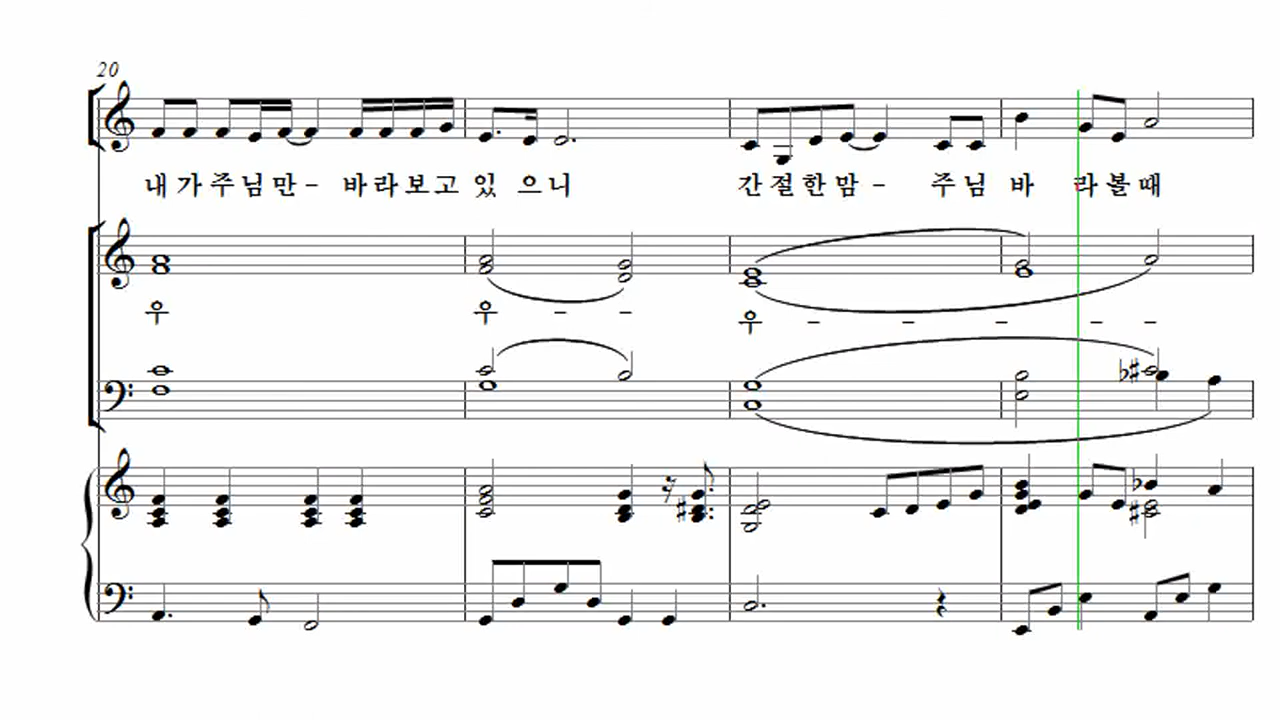 20
내 가 주 님 만 - 바 라 보 고 있 으 니 간 절 한 맘 - 주 님 바 라 볼 때
우 우 - - 우 - - - - -